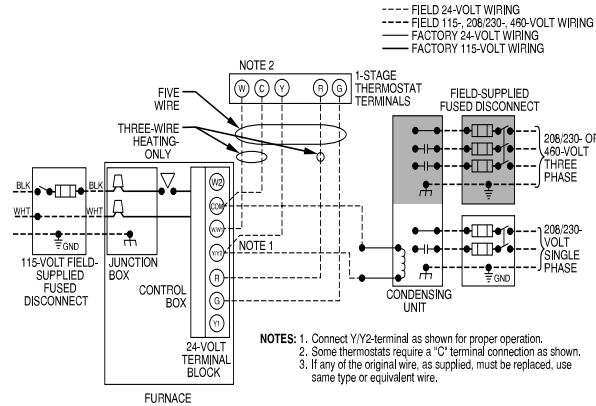 FIELD 24-VOLT WIRING
FIELD 115-, 208/230-, 460-VOLT WIRING
FACTORY 24-VOLT WIRING
FACTORY 115-VOLT WIRING
NOTE 2
W C Y R G
1-STAGE
THERMOSTAT
TERMINALS
FIVE
WIRE
THREE-WIRE
HEATING-
ONLY
FIELD-SUPPLIED
FUSED DISCONNECT
208/230- OR
460-VOLT
THREE
PHASE
BLK
BLK
WHT
WHT
GND
115-VOLT FIELD-
SUPPLIED
FUSED
DISCONNECT
JUNCTION
BOX
CONTROL
BOX
W2
COM
W/W1
Y/Y2
R
G
Y1
NOTE 1
24-VOLT
TERMINAL
BLOCK
FURNACE
208/230-
VOLT
SINGLE
PHASE
GND
CONDENSING
UNIT
NOTES: 1. Connect Y/Y2-terminal as shown for proper operation.
2. Some thermostats require a "C" terminal connection as shown.
3. If any of the original wire, as supplied, must be replaced, use
same type or equivalent wire.